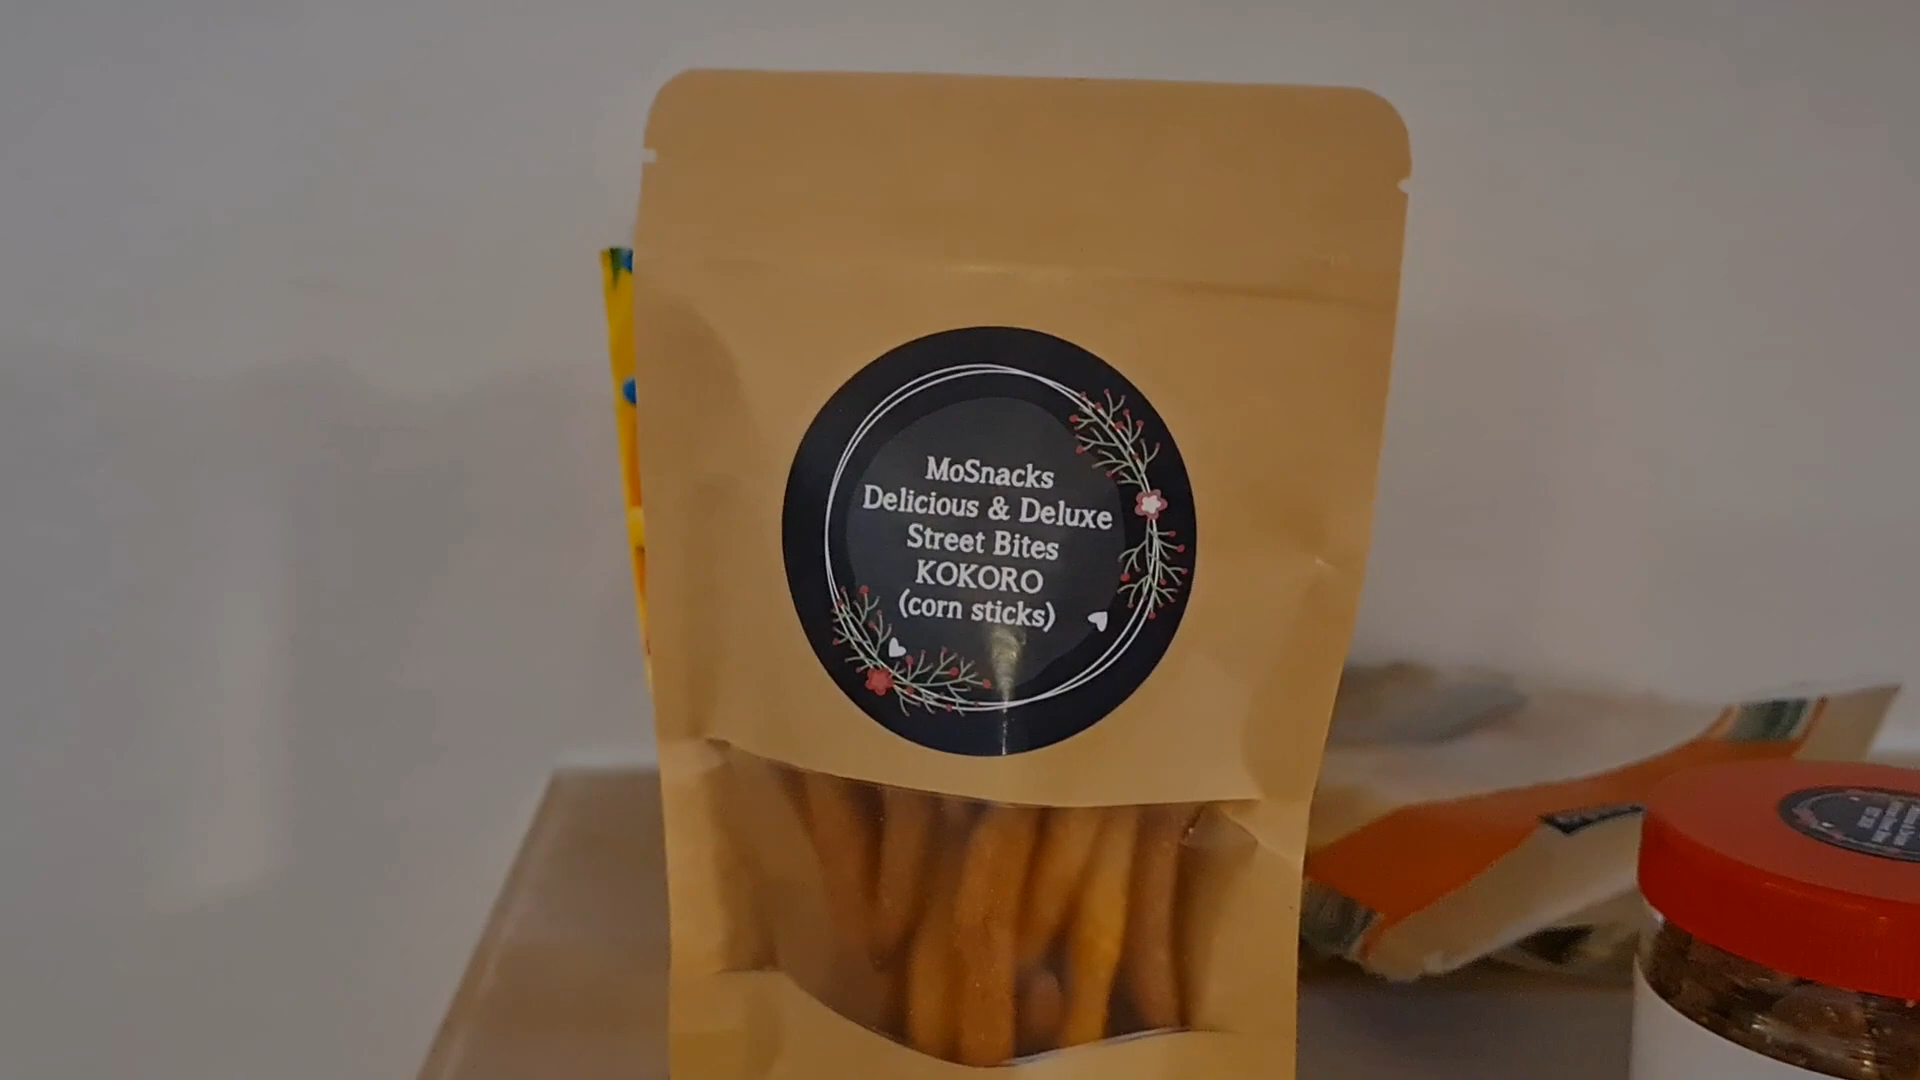 MoSnacks
Delicious & Deluxe
Street Bites
KOKORO
(corn sticks)